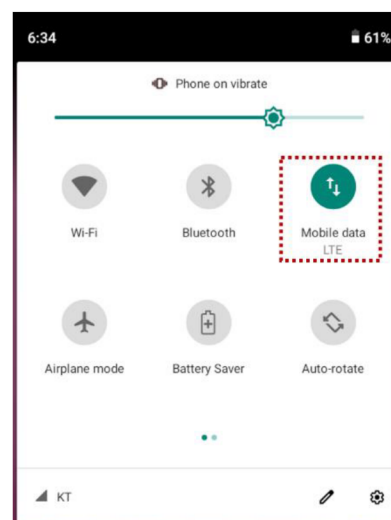 6:34 61%
Phone on vibrate
Wi-Fi Bluetooth Mobile data
LTE
Airplane mode Battery Saver Auto-rotate
KT